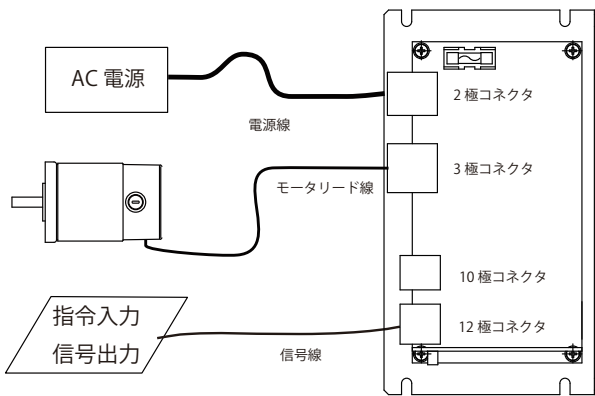 AC 電源
2 極コネクタ
電源線
3 極コネクタ
モータリード線
10 極コネクタ
指令入力
信号出力
12 極コネクタ
信号線